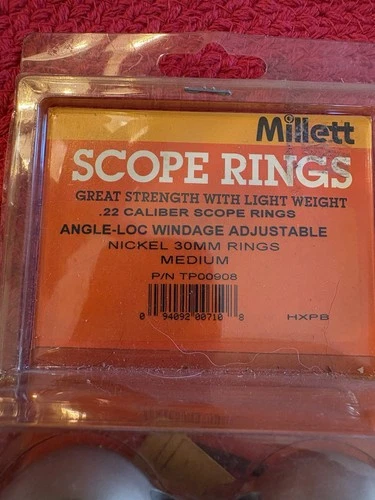 Millett
SCOPE RINGS
GREAT STRENGTH WITH LIGHT WEIGHT
.22 CALIBER SCOPE RINGS
ANGLE-LOC WINDAGE ADJUSTABLE
NICKEL 30MM RINGS
MEDIUM
P/N TP00908
0 94092 00710 8
HXPB